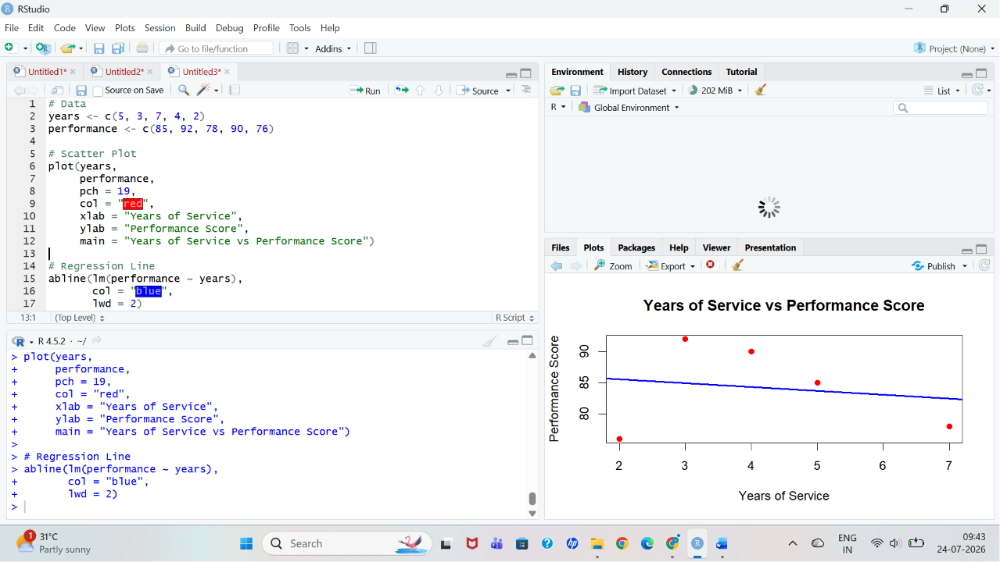 RStudio
File Edit Code View Plots Session Build Debug Profile Tools Help
Go to file/function Addins Project: (None)
Untitled1* Untitled2* Untitled3*
Source on Save Run Source
1 # Data
2 years <- c(5, 3, 7, 4, 2)
3 performance <- c(85, 92, 78, 90, 76)
4
5 # Scatter Plot
6 plot(years,
7 performance,
8 pch = 19,
9 col = "red",
10 xlab = "Years of Service",
11 ylab = "Performance Score",
12 main = "Years of Service vs Performance Score")
13
14 # Regression Line
15 abline(lm(performance ~ years),
16 col = "blue",
17 lwd = 2)
13:1 (Top Level) R Script
R 4.5.2 · ~/
> plot(years,
+ performance,
+ pch = 19,
+ col = "red",
+ xlab = "Years of Service",
+ ylab = "Performance Score",
+ main = "Years of Service vs Performance Score")
>
> # Regression Line
> abline(lm(performance ~ years),
+ col = "blue",
+ lwd = 2)
>
Environment History Connections Tutorial
Import Dataset 202 MiB List
R Global Environment
Files Plots Packages Help Viewer Presentation
Zoom Export Publish
Years of Service vs Performance Score
Performance Score
90
85
80
2 3 4 5 6 7
Years of Service
1 31°C
Partly sunny
Search
ENG
IN
09:43
24-07-2026